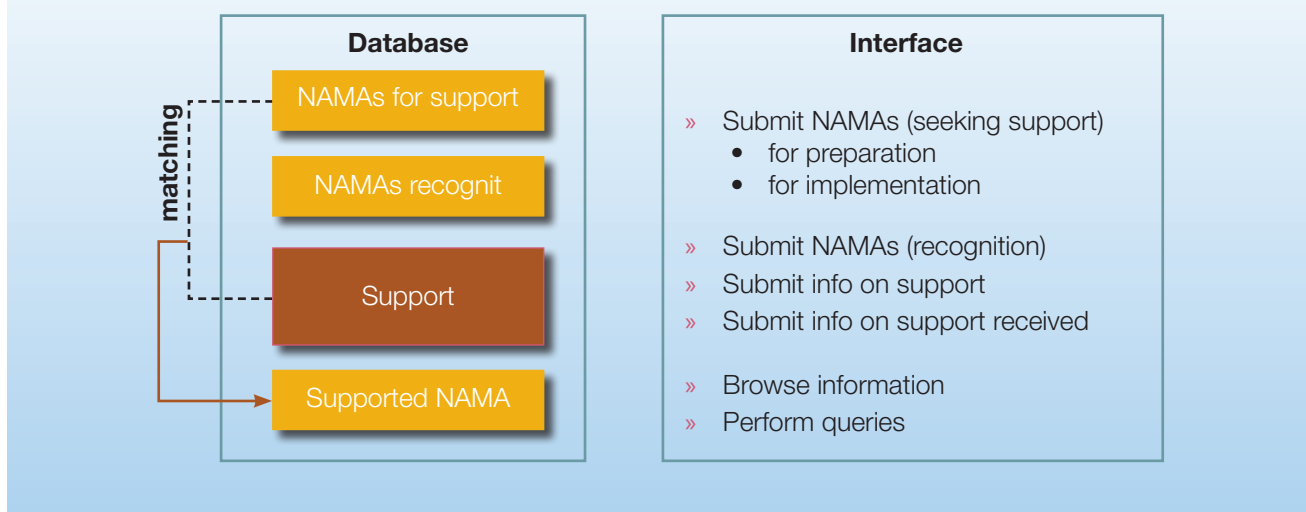 Database
matching
NAMAs for support
NAMAs recognit
Support
Supported NAMA
Interface
» Submit NAMAs (seeking support)
• for preparation
• for implementation
» Submit NAMAs (recognition)
» Submit info on support
» Submit info on support received
» Browse information
» Perform queries